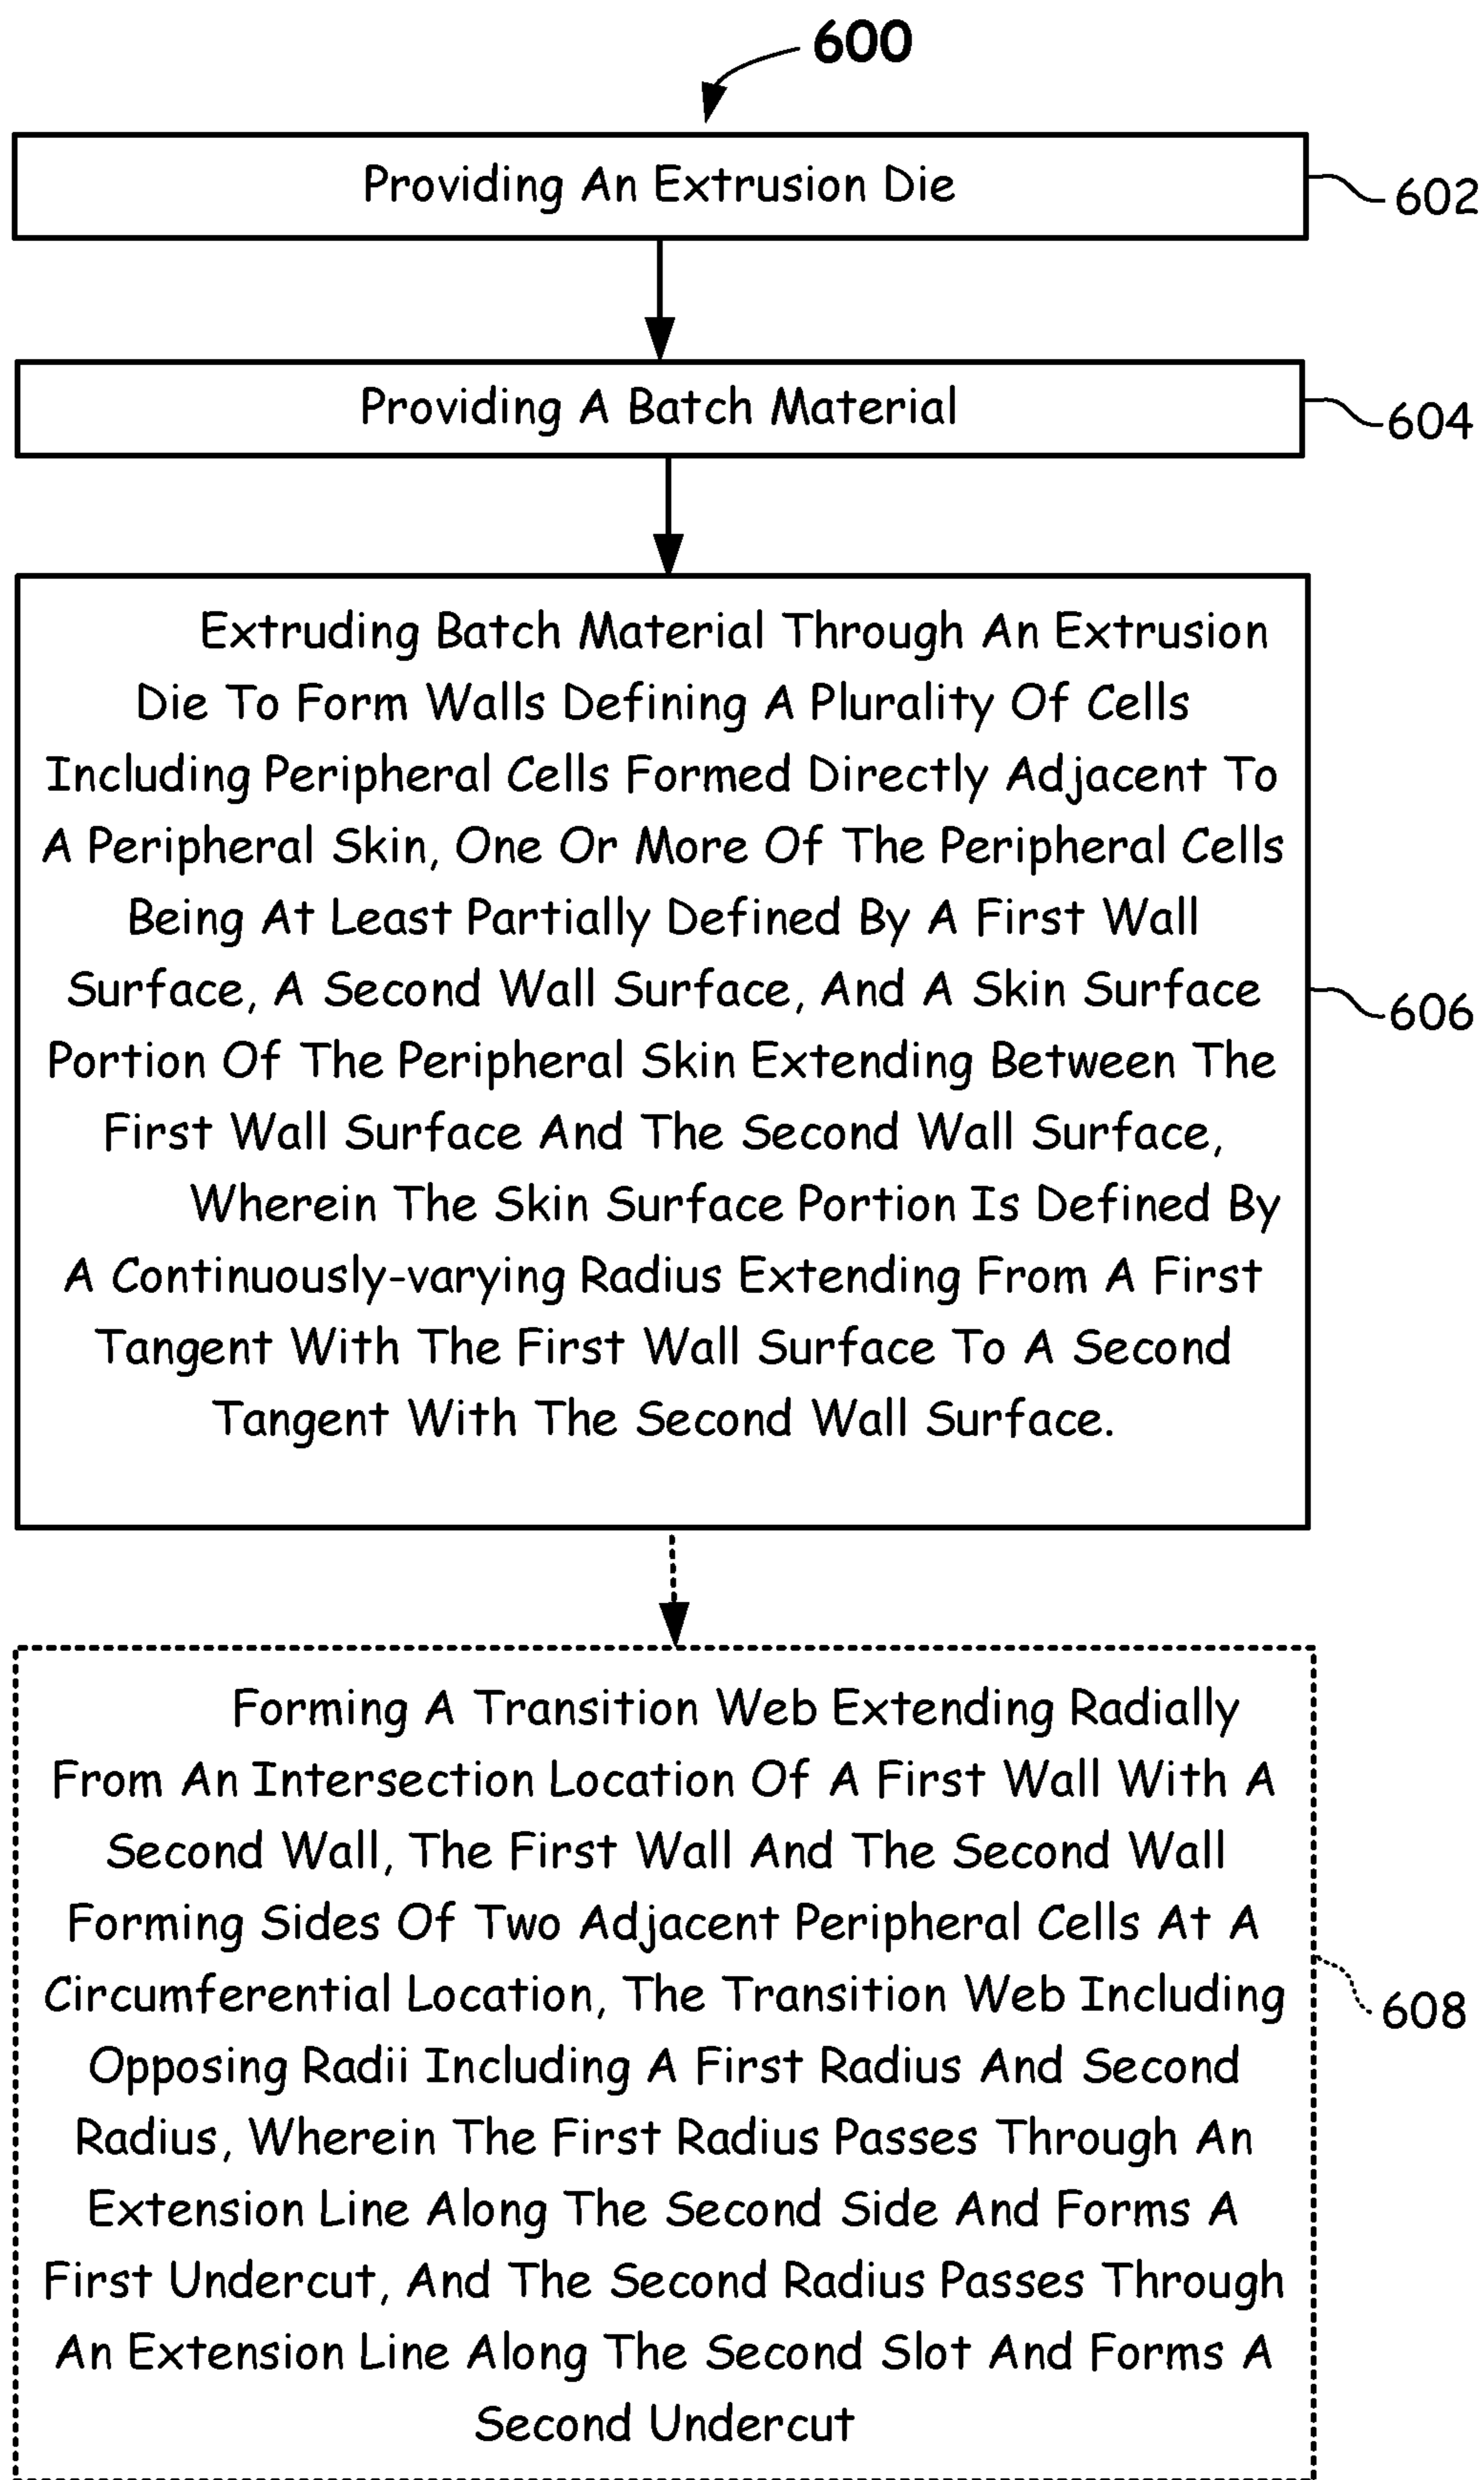 600
Providing An Extrusion Die
602
Providing A Batch Material
604
Extruding Batch Material Through An Extrusion
Die To Form Walls Defining A Plurality Of Cells
Including Peripheral Cells Formed Directly Adjacent To
A Peripheral Skin, One Or More Of The Peripheral Cells
Being At Least Partially Defined By A First Wall
Surface, A Second Wall Surface, And A Skin Surface
Portion Of The Peripheral Skin Extending Between The
First Wall Surface And The Second Wall Surface,
Wherein The Skin Surface Portion Is Defined By
A Continuously-varying Radius Extending From A First
Tangent With The First Wall Surface To A Second
Tangent With The Second Wall Surface.
606
Forming A Transition Web Extending Radially
From An Intersection Location Of A First Wall With A
Second Wall, The First Wall And The Second Wall
Forming Sides Of Two Adjacent Peripheral Cells At A
Circumferential Location, The Transition Web Including
Opposing Radii Including A First Radius And Second
Radius, Wherein The First Radius Passes Through An
Extension Line Along The Second Side And Forms A
First Undercut, And The Second Radius Passes Through
An Extension Line Along The Second Slot And Forms A
Second Undercut
608